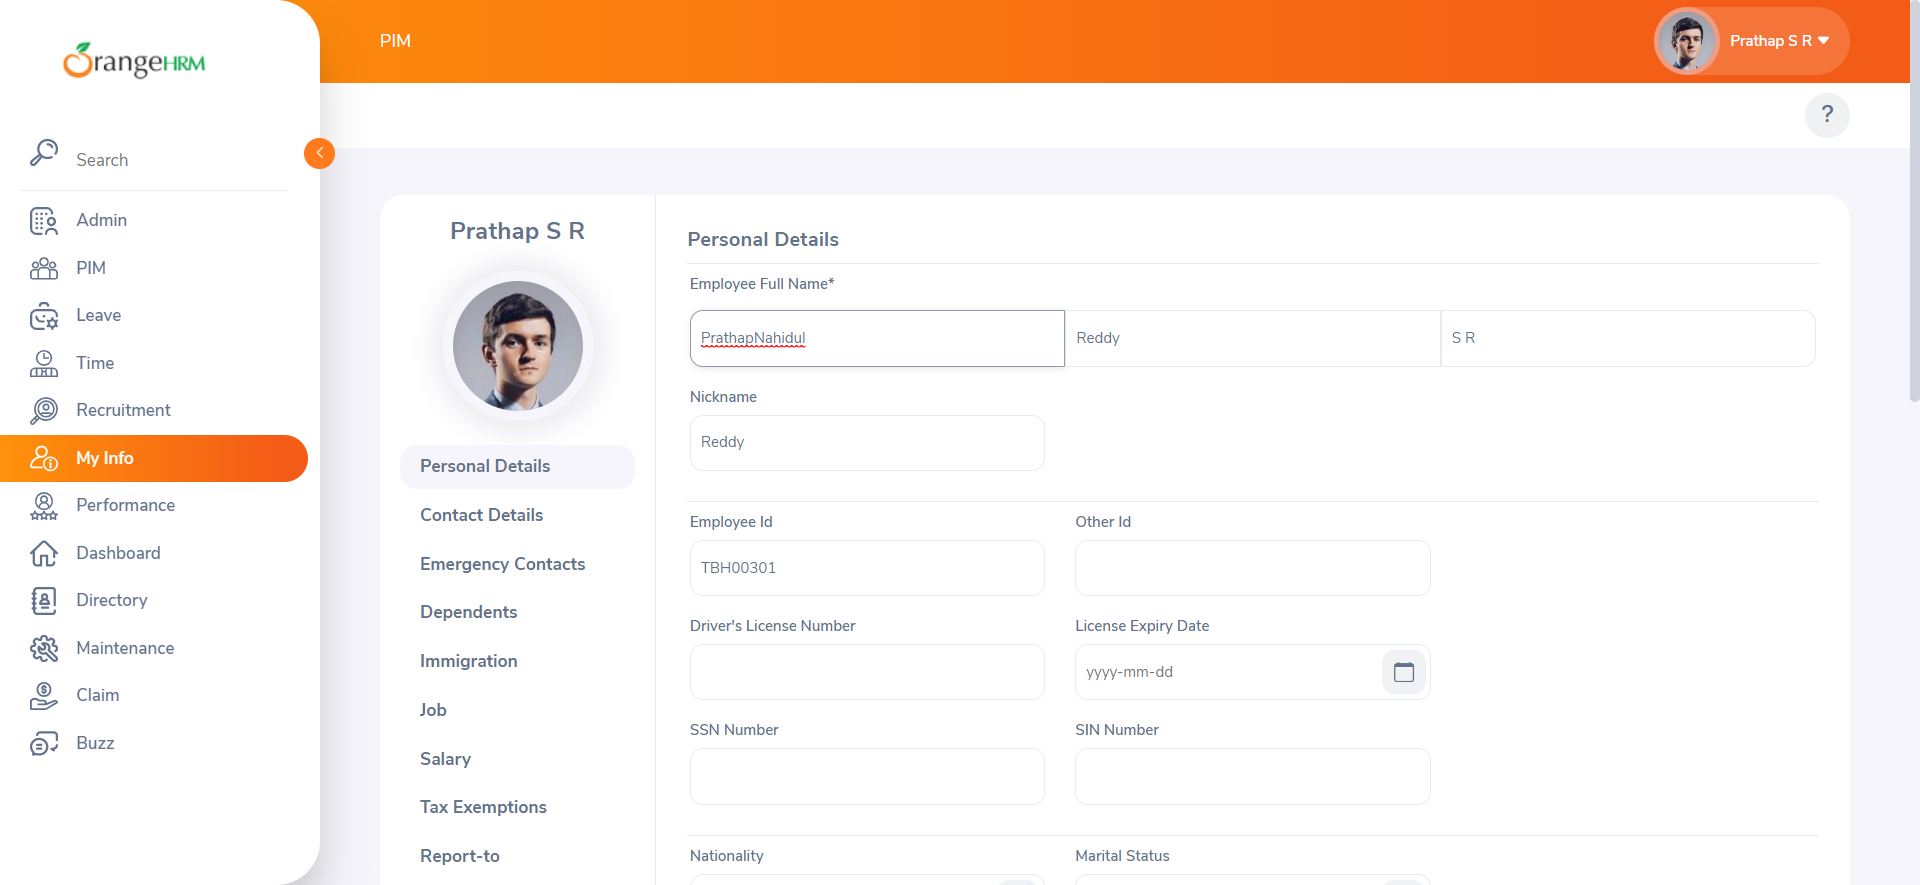 OrangeHRM
PIM
Prathap S R
?
Search
Admin
PIM
Leave
Time
Recruitment
My Info
Performance
Dashboard
Directory
Maintenance
Claim
Buzz
Prathap S R
Personal Details
Contact Details
Emergency Contacts
Dependents
Immigration
Job
Salary
Tax Exemptions
Report-to
Personal Details
Employee Full Name*
PrathapNahidul Reddy S R
Nickname
Reddy
Employee Id Other Id
TBH00301
Driver's License Number License Expiry Date
yyyy-mm-dd
SSN Number SIN Number
Nationality Marital Status